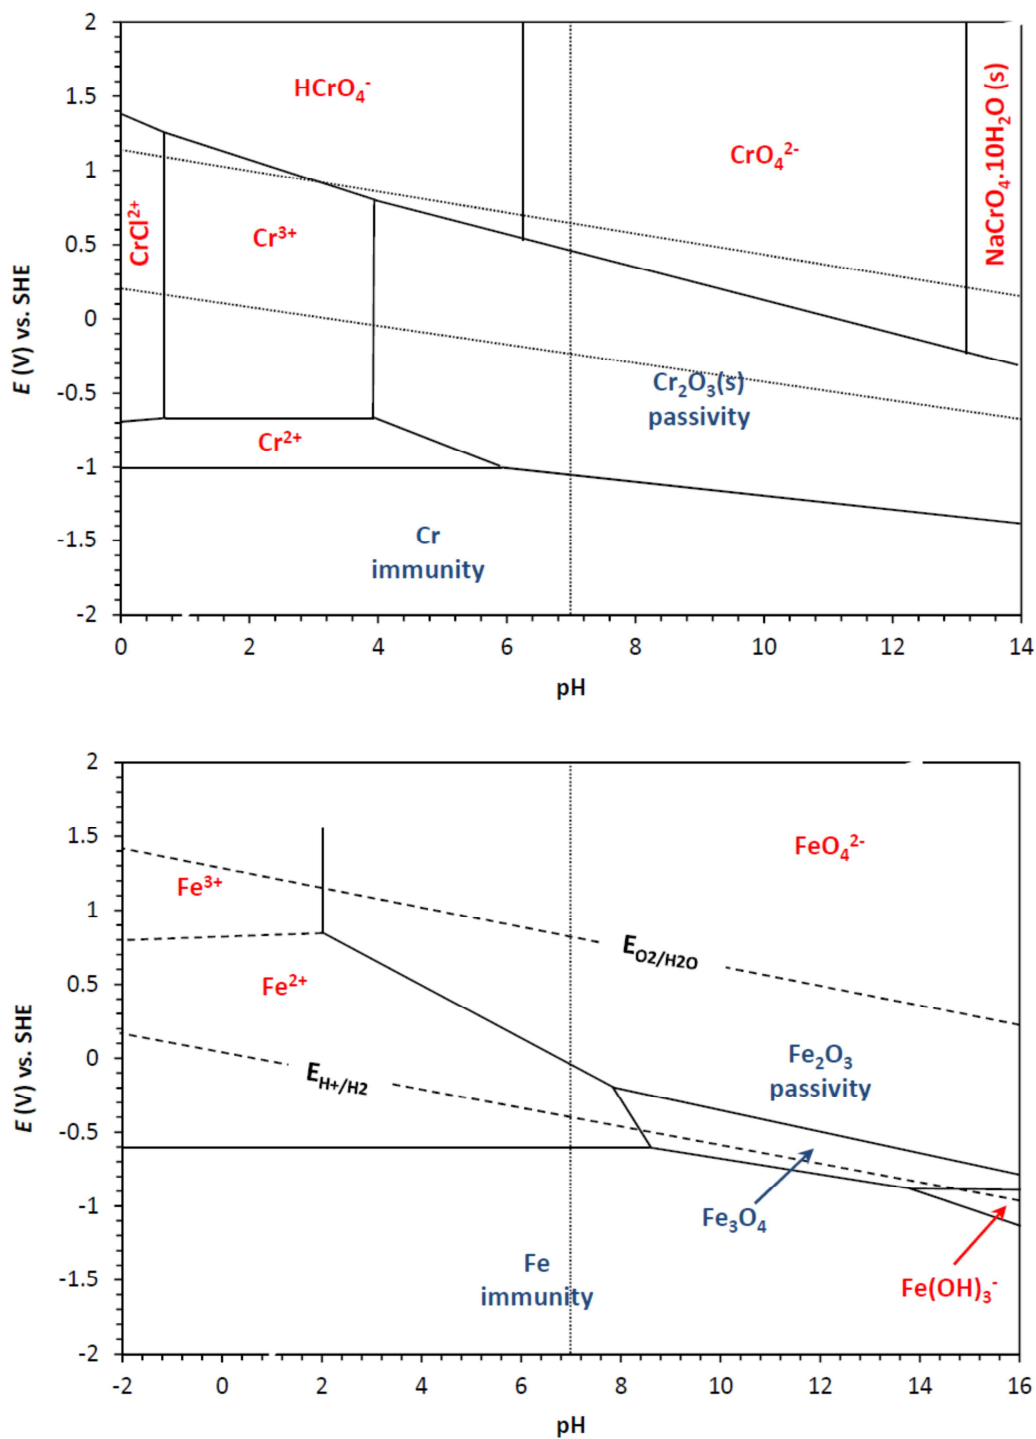 2
1.5
1
0.5
0
-0.5
-1
-1.5
-2
E (V) vs. SHE
HCrO₄⁻
CrO₄²⁻
NaCrO₄.10H₂O (s)
CrCl²⁺
Cr³⁺
Cr₂O₃(s)
passivity
Cr²⁺
Cr
immunity
0 2 4 6 8 10 12 14
pH
2
1.5
1
0.5
0
-0.5
-1
-1.5
-2
E (V) vs. SHE
FeO₄²⁻
Fe³⁺
E_O2/H2O
Fe²⁺
Fe₂O₃
passivity
E_H+/H2
Fe₃O₄
Fe
immunity
Fe(OH)₃⁻
-2 0 2 4 6 8 10 12 14 16
pH